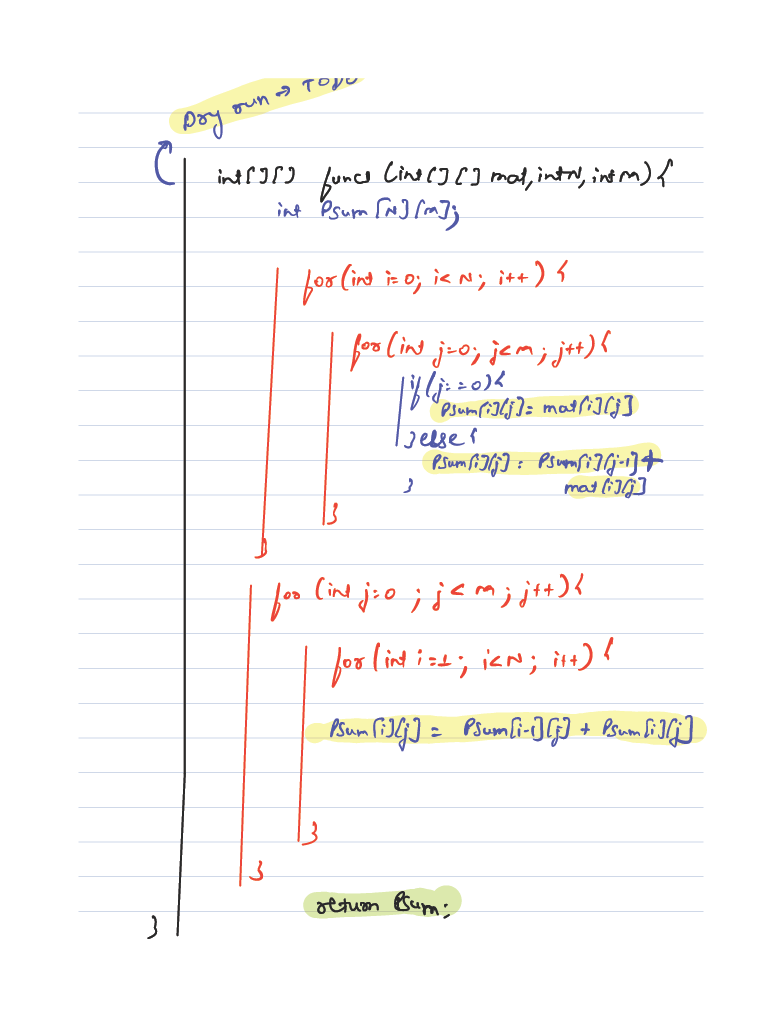 Dry run → TODO
int[][] func(int[][] mat, int N, int m) {
int Psum[N][M];
for(int i=0; i<N; i++) {
for(int j=0; j<m; j++) {
if(j==0) {
Psum[i][j] = mat[i][j]
} else {
Psum[i][j] = Psum[i][j-1] +
} mat[i][j]
}
}
for (int j=0 ; j<m ; j++) {
for(int i=1; i<N; i++) {
Psum[i][j] = Psum[i-1][j] + Psum[i][j]
}
}
return Psum;
}